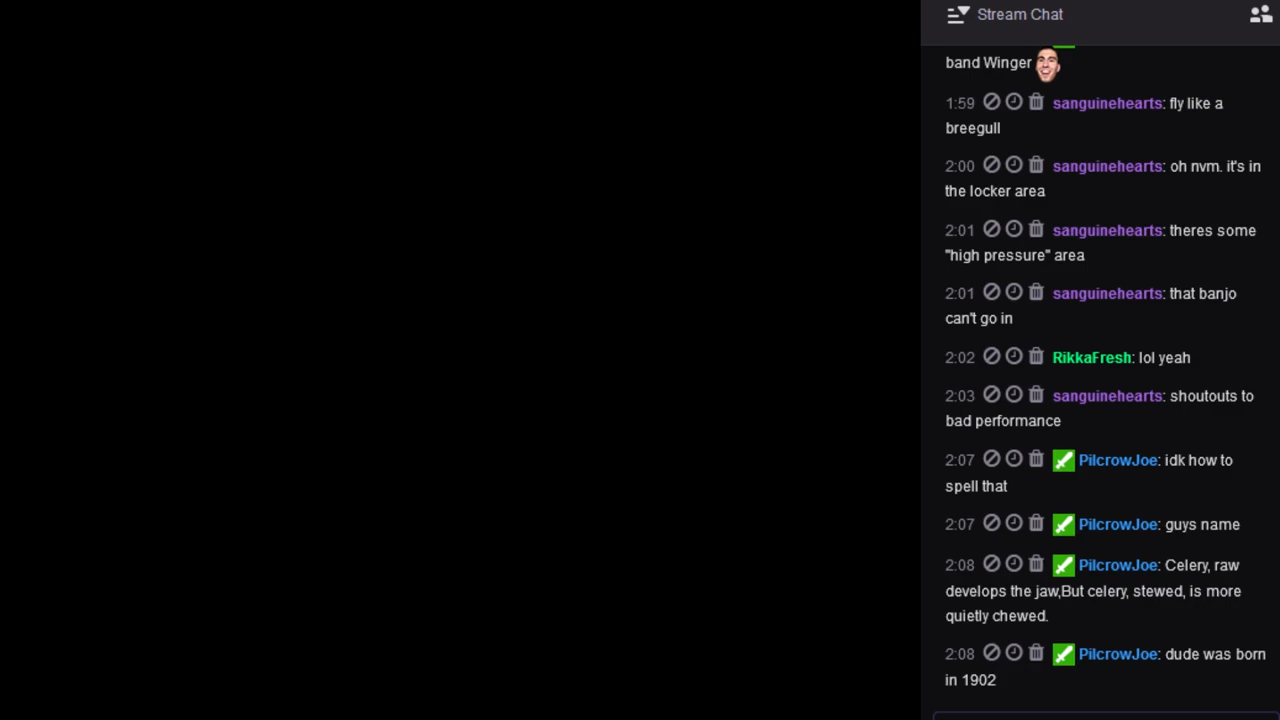 Stream Chat
band Winger
1:59 sanguinehearts: fly like a
breegull
2:00 sanguinehearts: oh nvm. it's in
the locker area
2:01 sanguinehearts: theres some
"high pressure" area
2:01 sanguinehearts: that banjo
can't go in
2:02 RikkaFresh: lol yeah
2:03 sanguinehearts: shoutouts to
bad performance
2:07 PilcrowJoe: idk how to
spell that
2:07 PilcrowJoe: guys name
2:08 PilcrowJoe: Celery, raw
develops the jaw,But celery, stewed, is more
quietly chewed.
2:08 PilcrowJoe: dude was born
in 1902